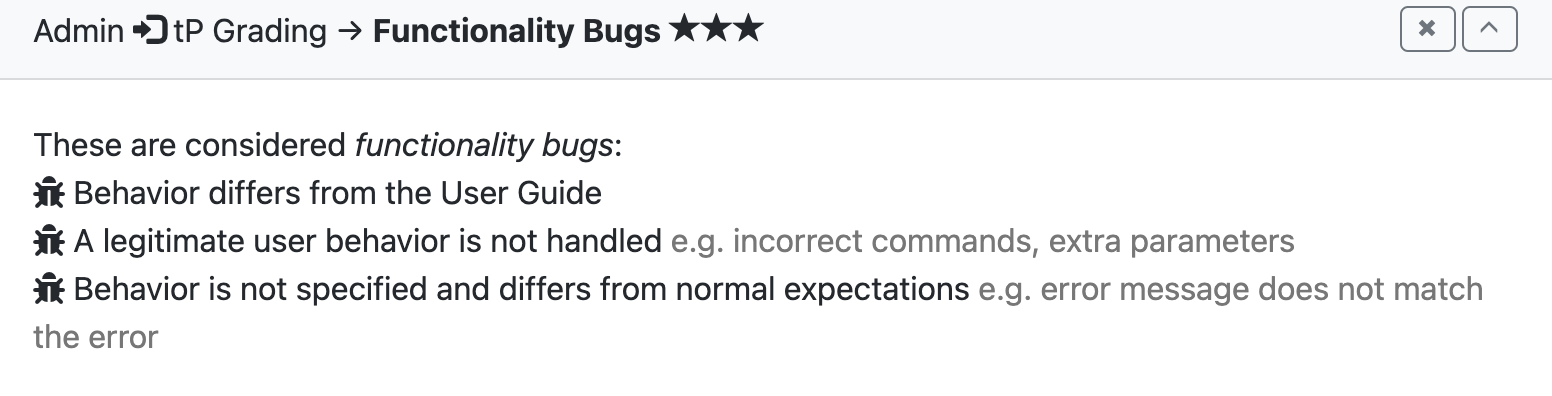 Admin tP Grading → Functionality Bugs ★★★
These are considered functionality bugs:
Behavior differs from the User Guide
A legitimate user behavior is not handled e.g. incorrect commands, extra parameters
Behavior is not specified and differs from normal expectations e.g. error message does not match
the error